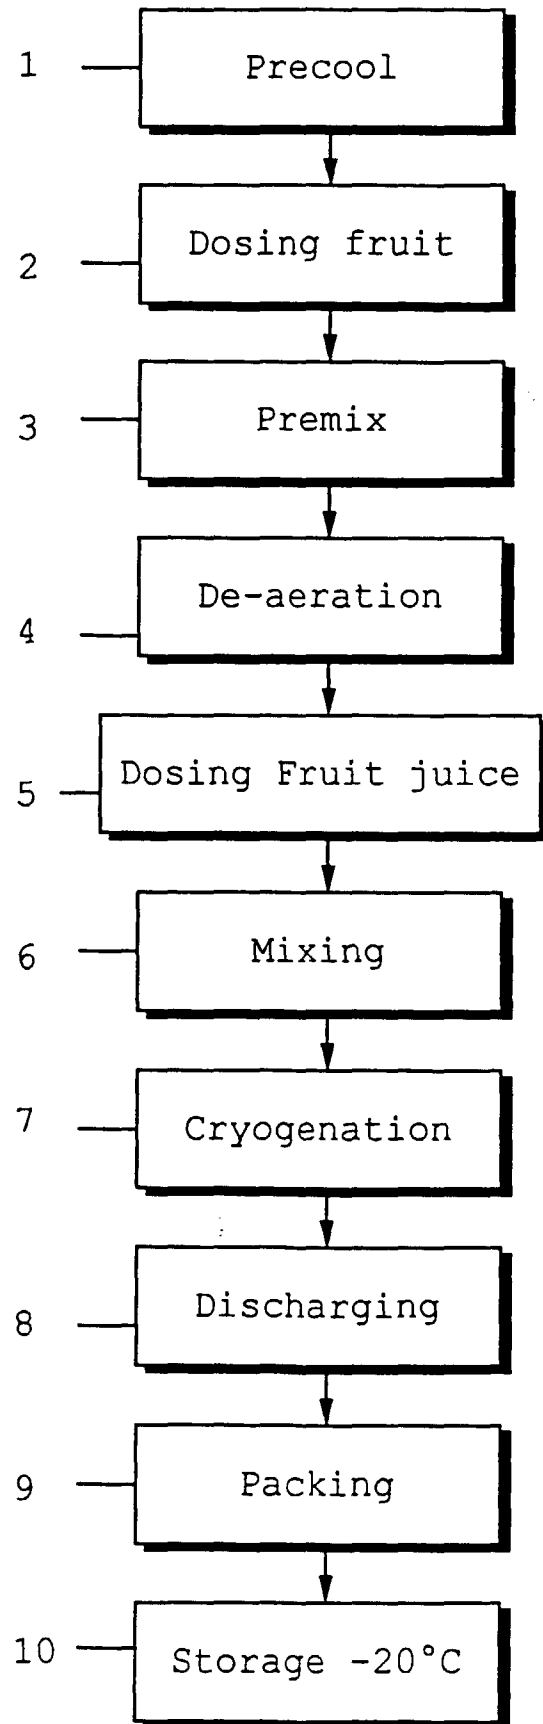 1 Precool
2 Dosing fruit
3 Premix
4 De-aeration
5 Dosing Fruit juice
6 Mixing
7 Cryogenation
8 Discharging
9 Packing
10 Storage -20°C